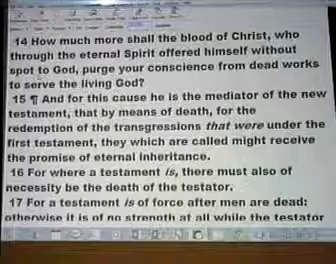 14 How much more shall the blood of Christ, who
through the eternal Spirit offered himself without
spot to God, purge your conscience from dead works
to serve the living God?
15 ¶ And for this cause he is the mediator of the new
testament, that by means of death, for the
redemption of the transgressions that were under the
first testament, they which are called might receive
the promise of eternal inheritance.
16 For where a testament is, there must also of
necessity be the death of the testator.
17 For a testament is of force after men are dead:
otherwise it is of no strength at all while the testator